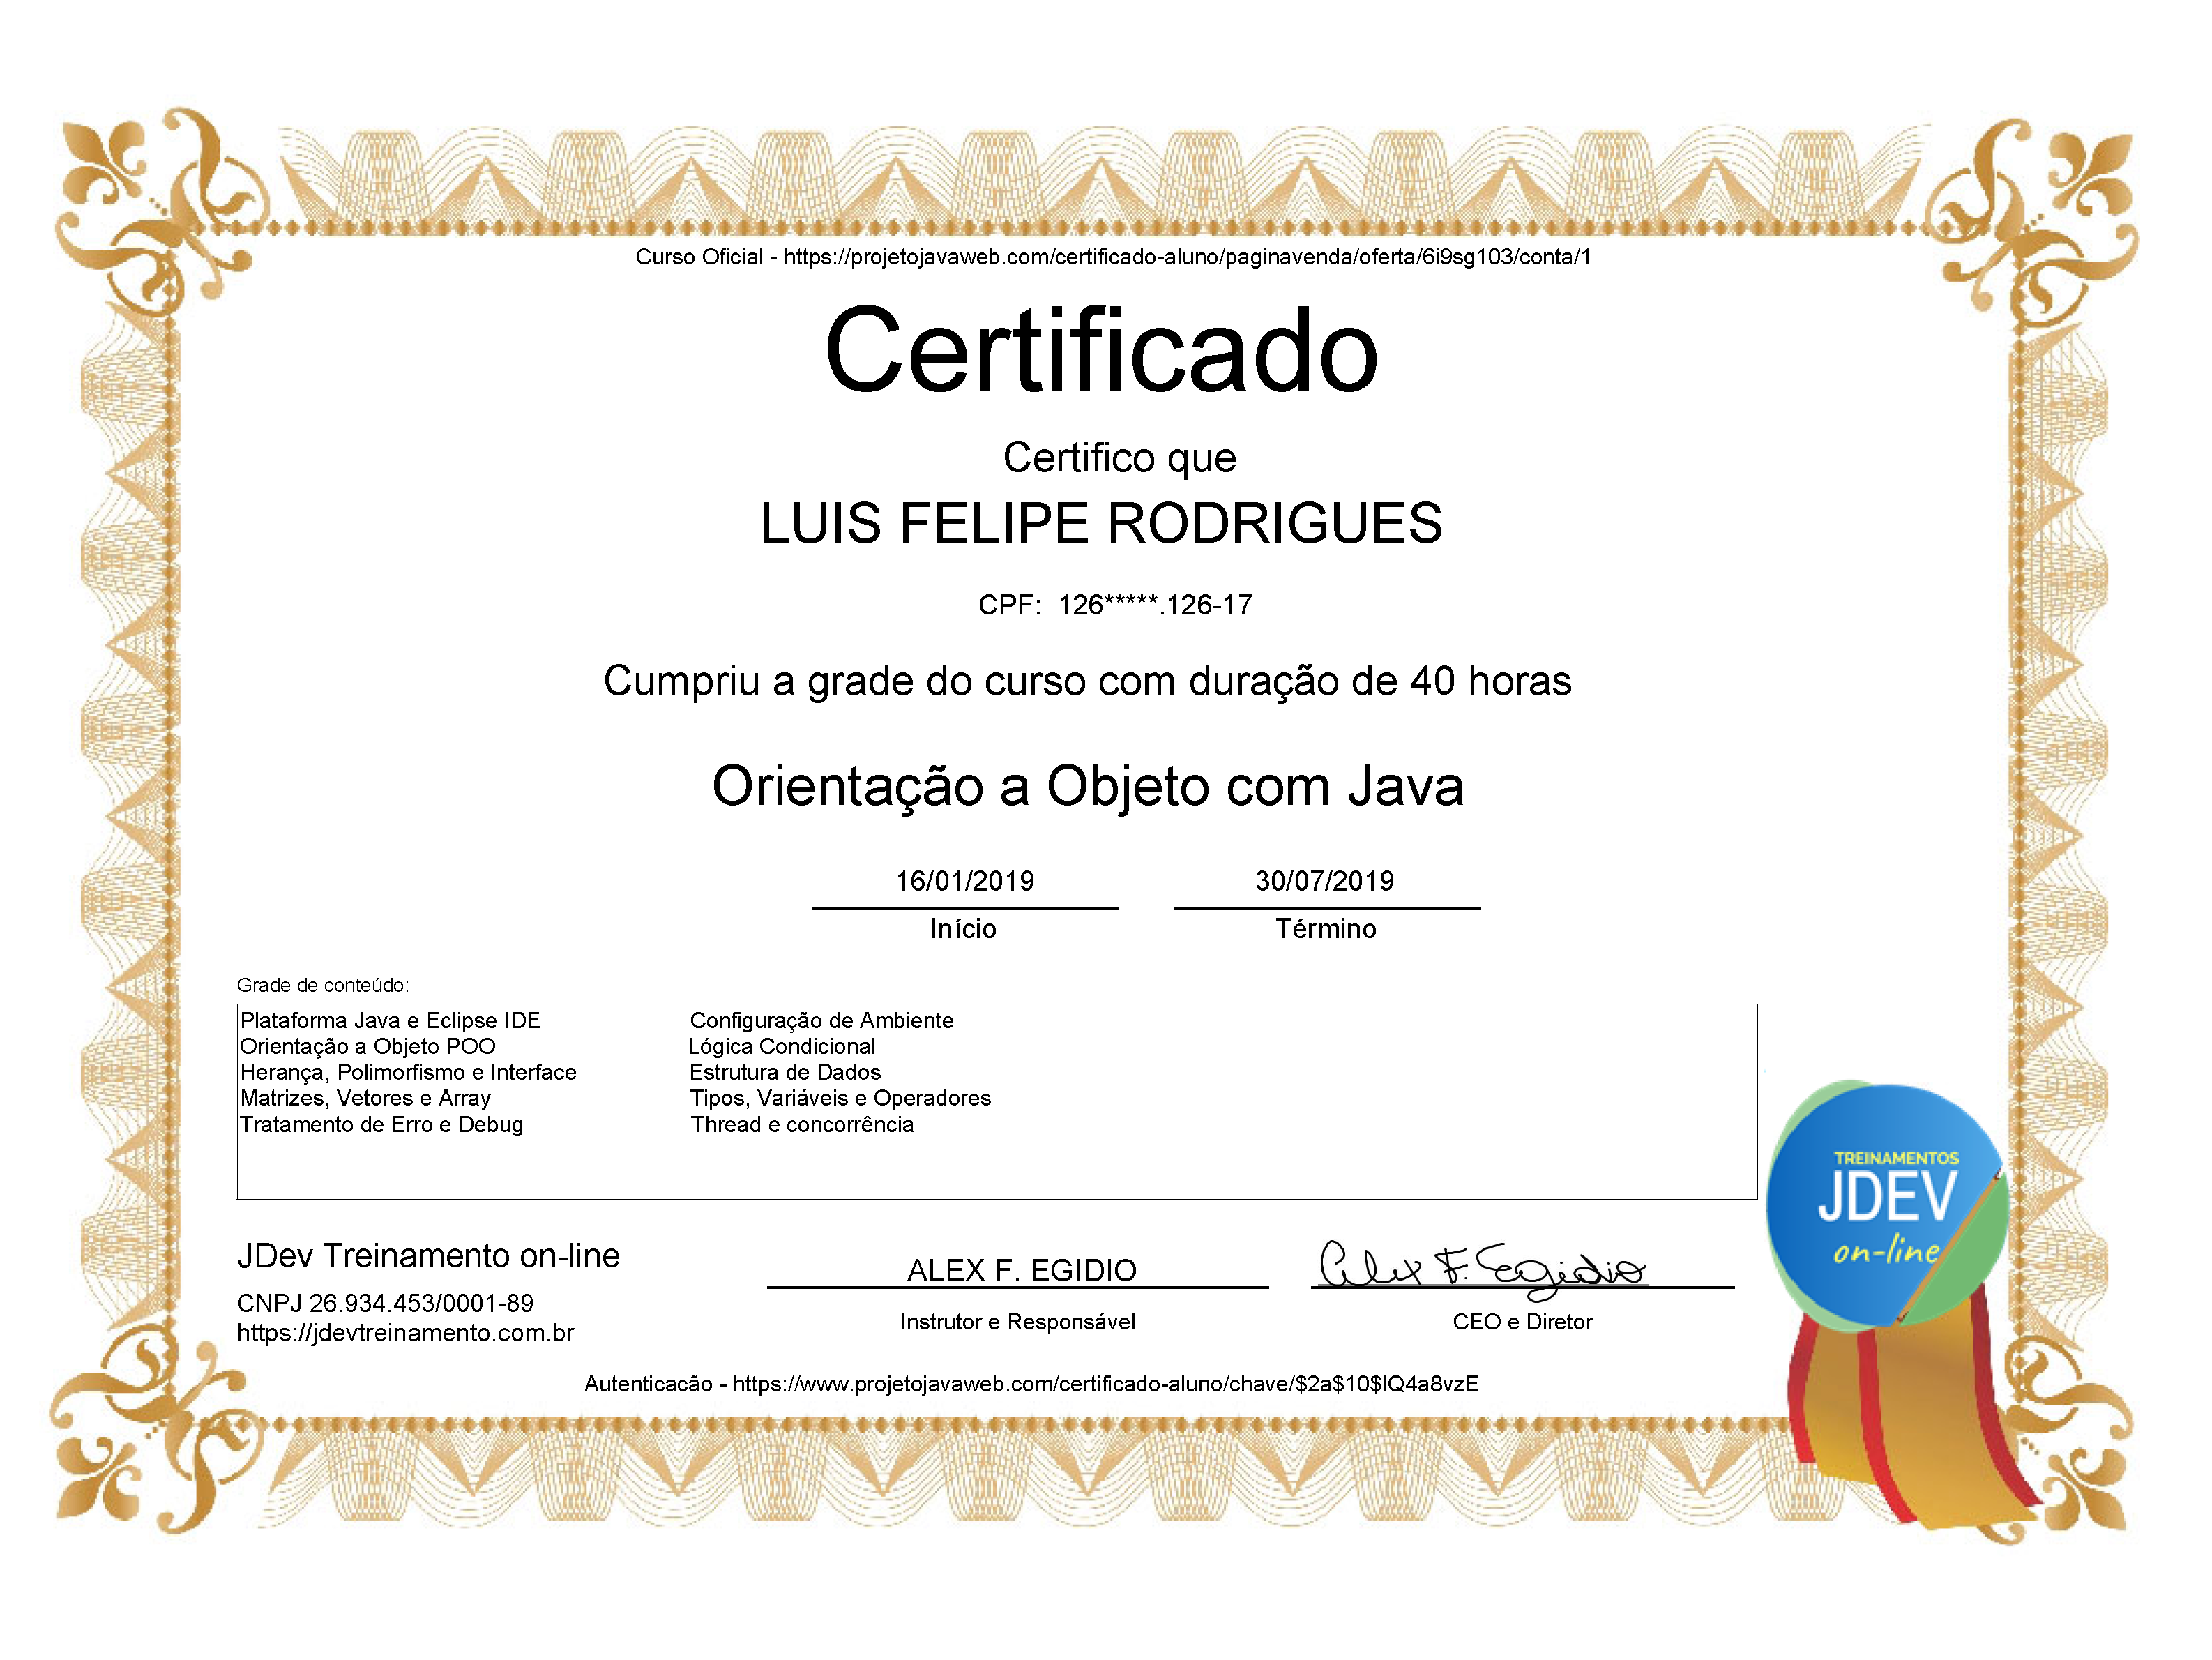 Curso Oficial - https://projetojavaweb.com/certificado-aluno/paginavenda/oferta/6i9sg103/conta/1
Certificado
Certifico que
LUIS FELIPE RODRIGUES
CPF: 126*****.126-17
Cumpriu a grade do curso com duração de 40 horas
Orientação a Objeto com Java
16/01/2019 30/07/2019
Início Término
Grade de conteúdo:
Plataforma Java e Eclipse IDE Configuração de Ambiente
Orientação a Objeto POO Lógica Condicional
Herança, Polimorfismo e Interface Estrutura de Dados
Matrizes, Vetores e Array Tipos, Variáveis e Operadores
Tratamento de Erro e Debug Thread e concorrência
TREINAMENTOS
JDEV
on-line
JDev Treinamento on-line
ALEX F. EGIDIO Alex F. Egidio
CNPJ 26.934.453/0001-89
Instrutor e Responsável CEO e Diretor
https://jdevtreinamento.com.br
Autenticacão - https://www.projetojavaweb.com/certificado-aluno/chave/$2a$10$lQ4a8vzE